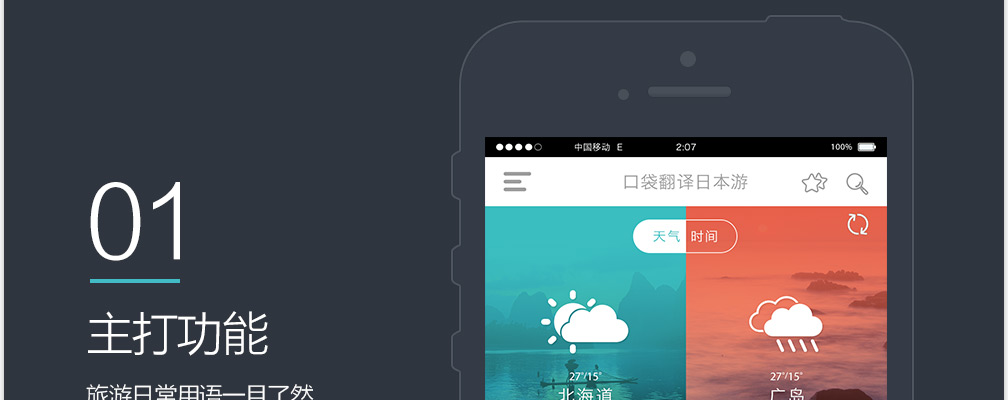 01
主打功能
旅游日常用语一目了然
中国移动 E 2:07 100%
口袋翻译日本游
天气 时间
27°/15° 27°/15°
北海道 广岛